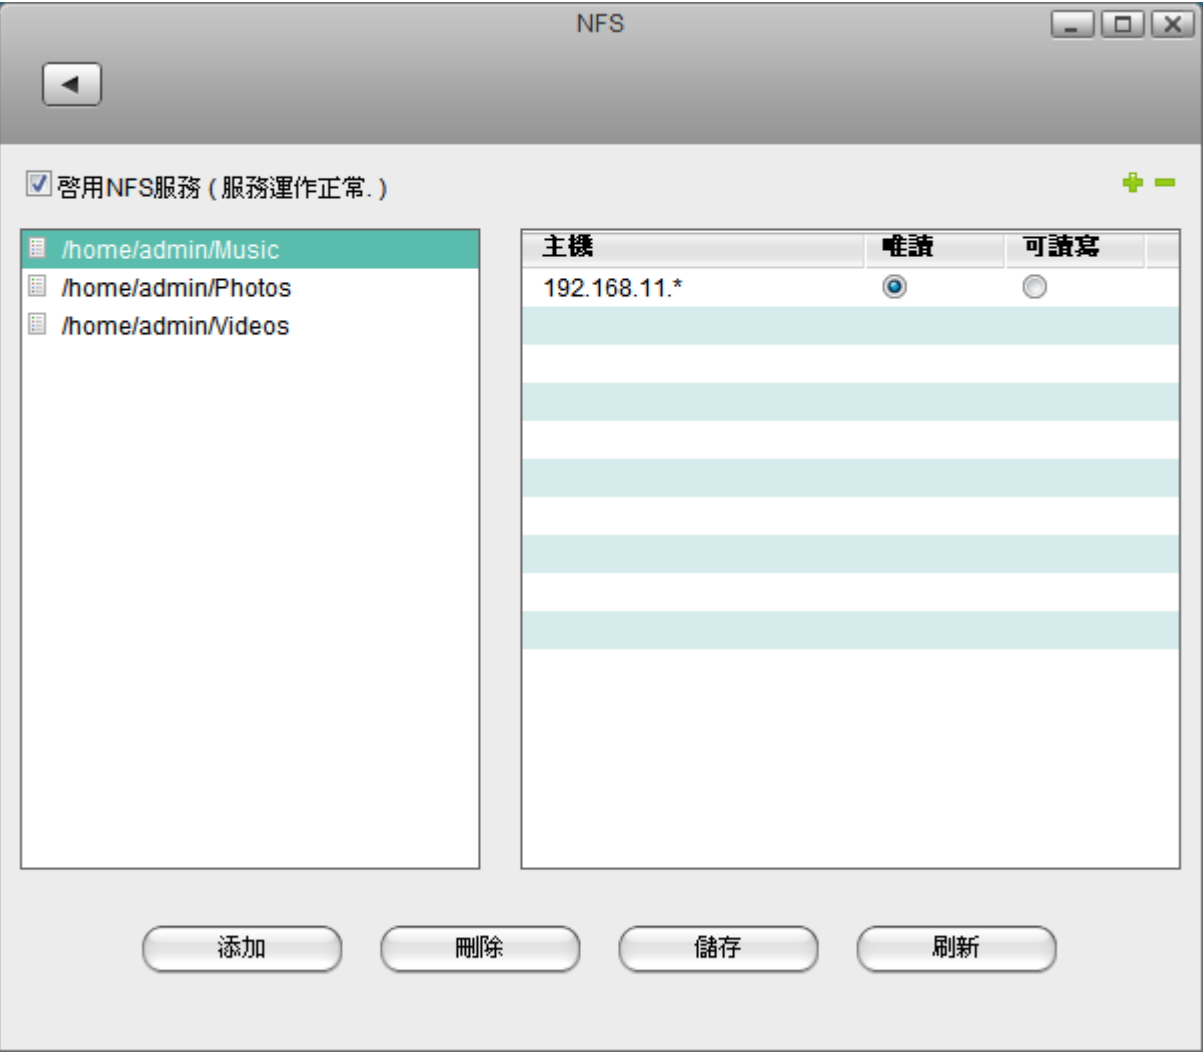 NFS
啓用NFS服務 ( 服務運作正常. )
/home/admin/Music
/home/admin/Photos
/home/admin/Videos
主機 唯讀 可讀寫
192.168.11.*
添加 刪除 儲存 刷新